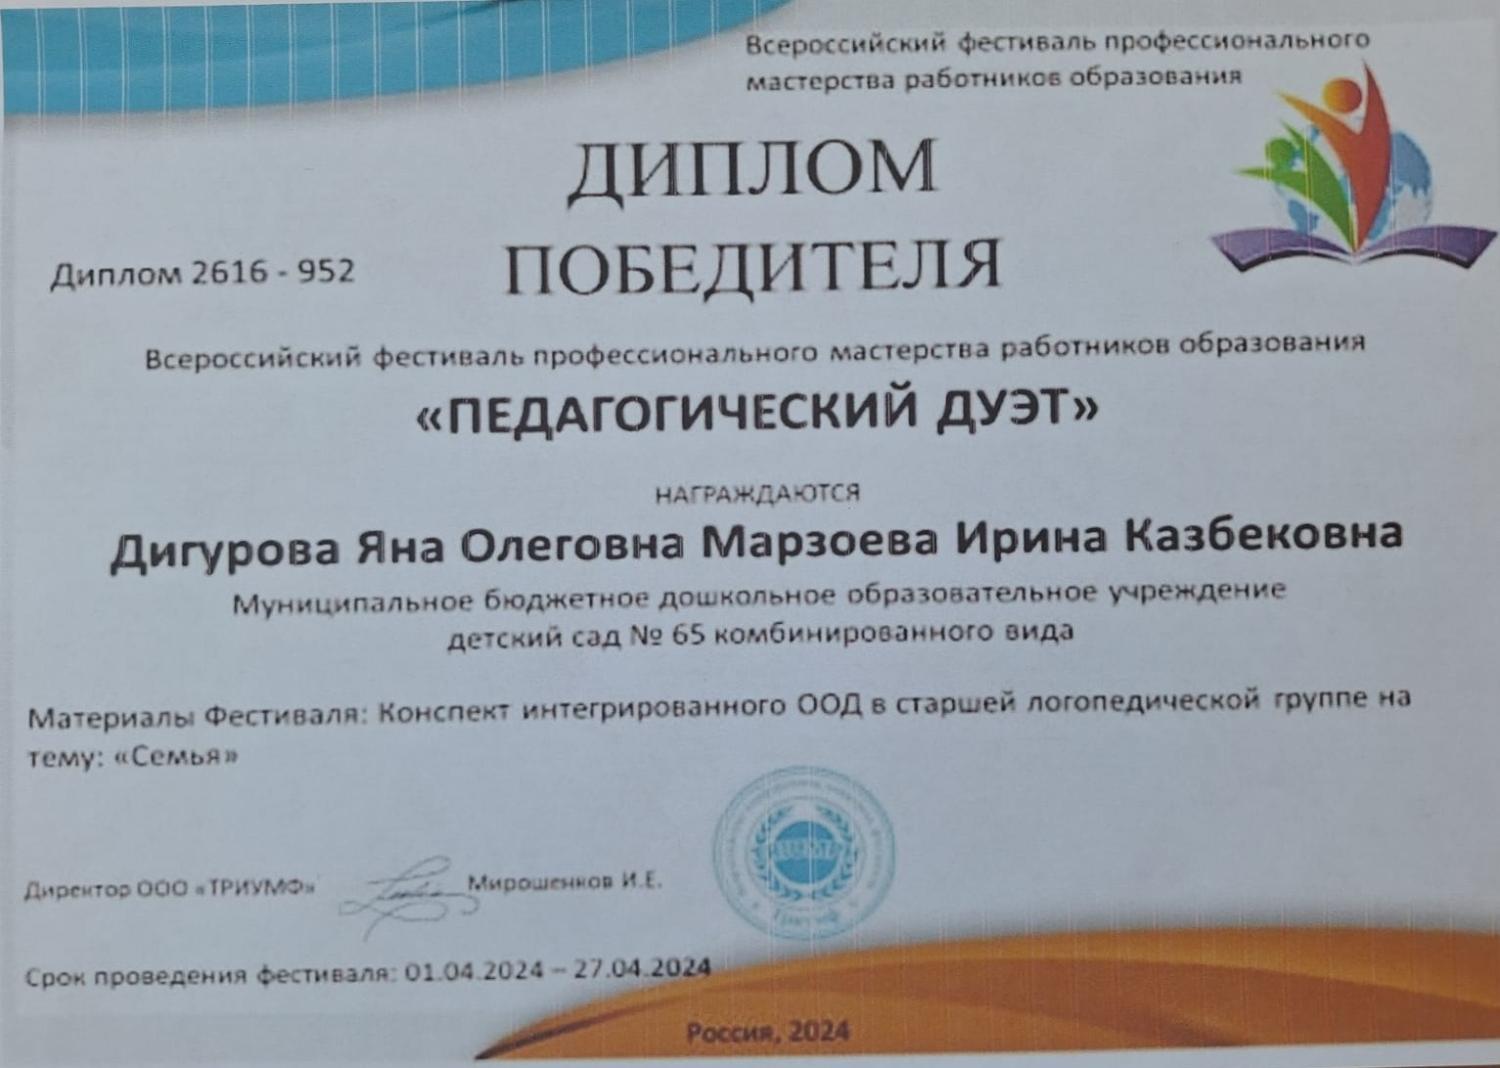 Всероссийский фестиваль профессионального
мастерства работников образования
ДИПЛОМ
ПОБЕДИТЕЛЯ
Диплом 2616 - 952
Всероссийский фестиваль профессионального мастерства работников образования
«ПЕДАГОГИЧЕСКИЙ ДУЭТ»
НАГРАЖДАЮТСЯ
Дигурова Яна Олеговна Марзоева Ирина Казбековна
Муниципальное бюджетное дошкольное образовательное учреждение
детский сад № 65 комбинированного вида
Материалы Фестиваля: Конспект интегрированного ООД в старшей логопедической группе на
тему: «Семья»
Директор ООО «ТРИУМФ» Мирошенков И.Е.
Срок проведения фестиваля: 01.04.2024 – 27.04.2024
Россия, 2024